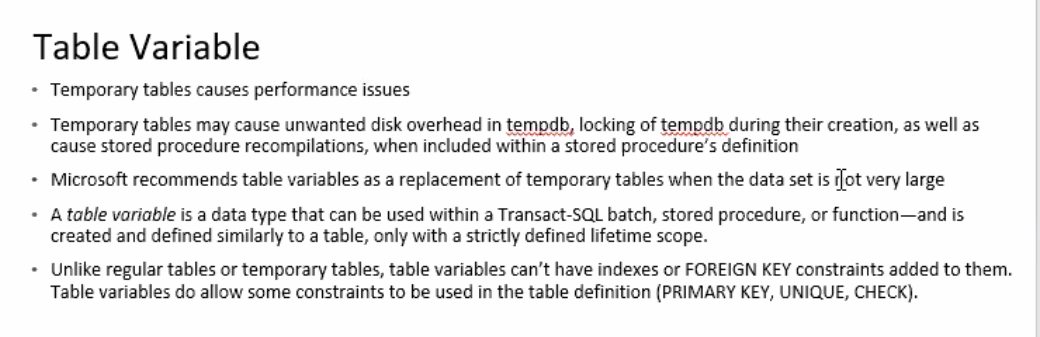 Table Variable
• Temporary tables causes performance issues
• Temporary tables may cause unwanted disk overhead in tempdb, locking of tempdb during their creation, as well as
cause stored procedure recompilations, when included within a stored procedure’s definition
• Microsoft recommends table variables as a replacement of temporary tables when the data set is not very large
• A table variable is a data type that can be used within a Transact-SQL batch, stored procedure, or function—and is
created and defined similarly to a table, only with a strictly defined lifetime scope.
• Unlike regular tables or temporary tables, table variables can’t have indexes or FOREIGN KEY constraints added to them.
Table variables do allow some constraints to be used in the table definition (PRIMARY KEY, UNIQUE, CHECK).